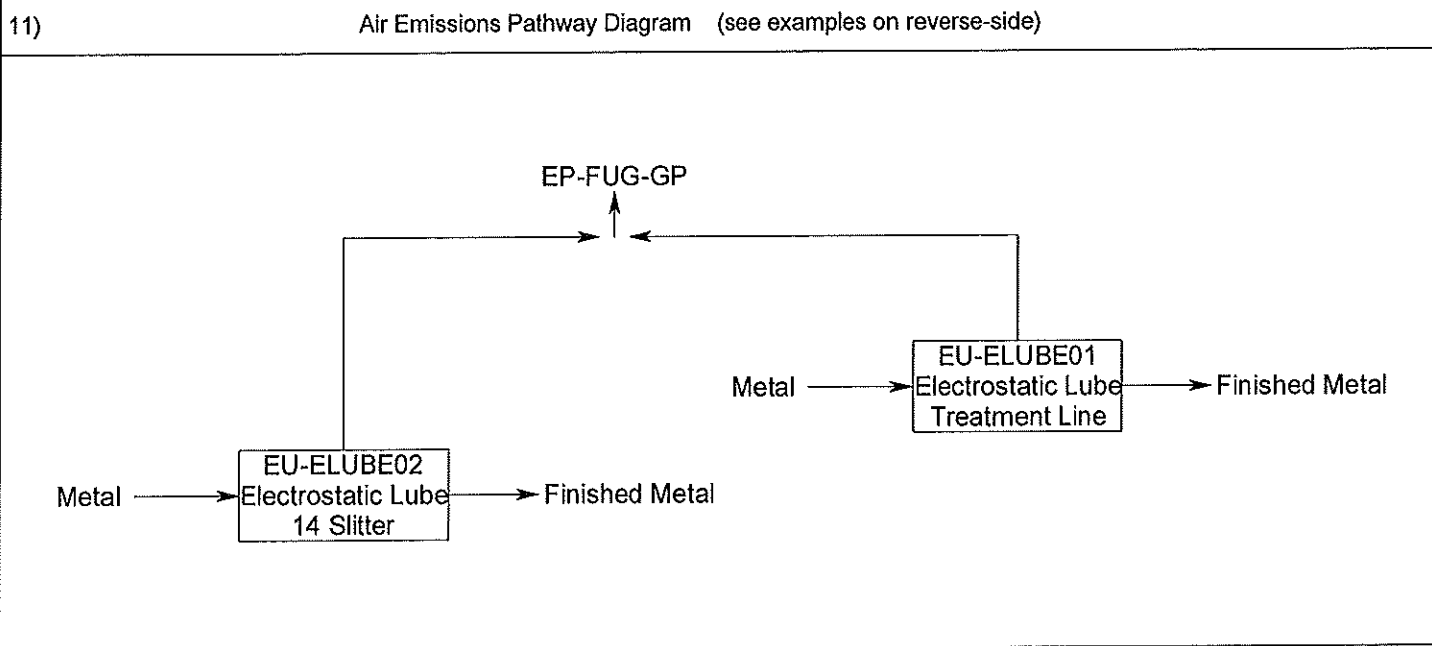 11) Air Emissions Pathway Diagram (see examples on reverse-side)
EP-FUG-GP
EU-ELUBE01
Metal Electrostatic Lube Finished Metal
Treatment Line
EU-ELUBE02
Metal Electrostatic Lube Finished Metal
14 Slitter